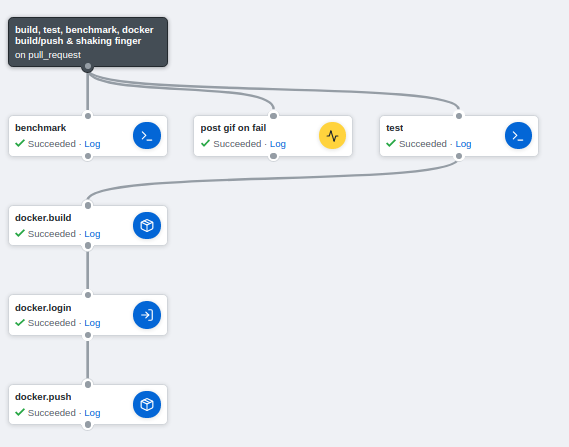 build, test, benchmark, docker
build/push & shaking finger
on pull_request
benchmark
Succeeded · Log
post gif on fail
Succeeded · Log
test
Succeeded · Log
docker.build
Succeeded · Log
docker.login
Succeeded · Log
docker.push
Succeeded · Log